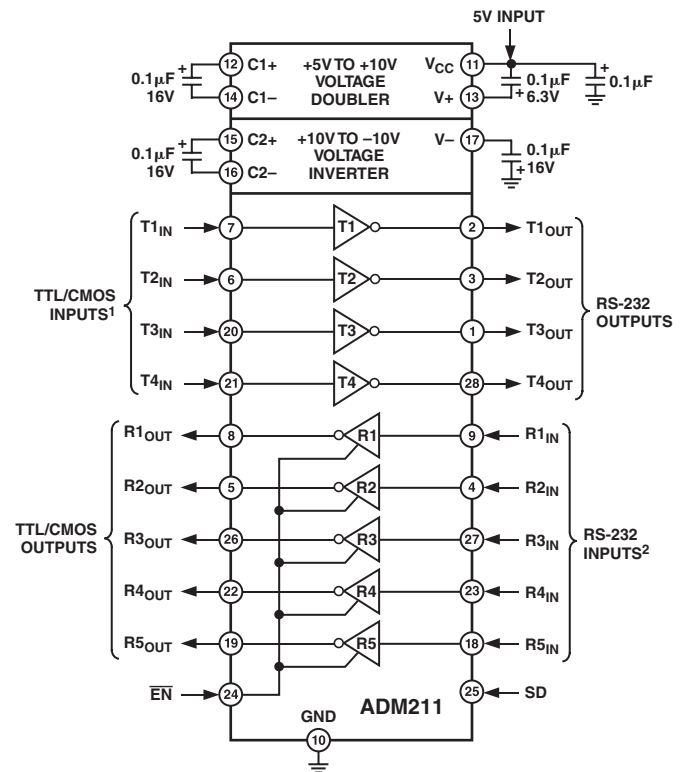 5V INPUT
0.1μF
16V
+
12 C1+
14 C1–
+5V TO +10V
VOLTAGE
DOUBLER
VCC 11
V+ 13
+
0.1μF
6.3V
+
0.1μF
0.1μF
16V
+
15 C2+
16 C2–
+10V TO –10V
VOLTAGE
INVERTER
V– 17
0.1μF
+16V
TTL/CMOS
INPUTS1
T1IN 7 T1 2 T1OUT
T2IN 6 T2 3 T2OUT
T3IN 20 T3 1 T3OUT
T4IN 21 T4 28 T4OUT
RS-232
OUTPUTS
TTL/CMOS
OUTPUTS
R1OUT 8 R1 9 R1IN
R2OUT 5 R2 4 R2IN
R3OUT 26 R3 27 R3IN
R4OUT 22 R4 23 R4IN
R5OUT 19 R5 18 R5IN
RS-232
INPUTS2
EN 24
25 SD
ADM211
GND
10